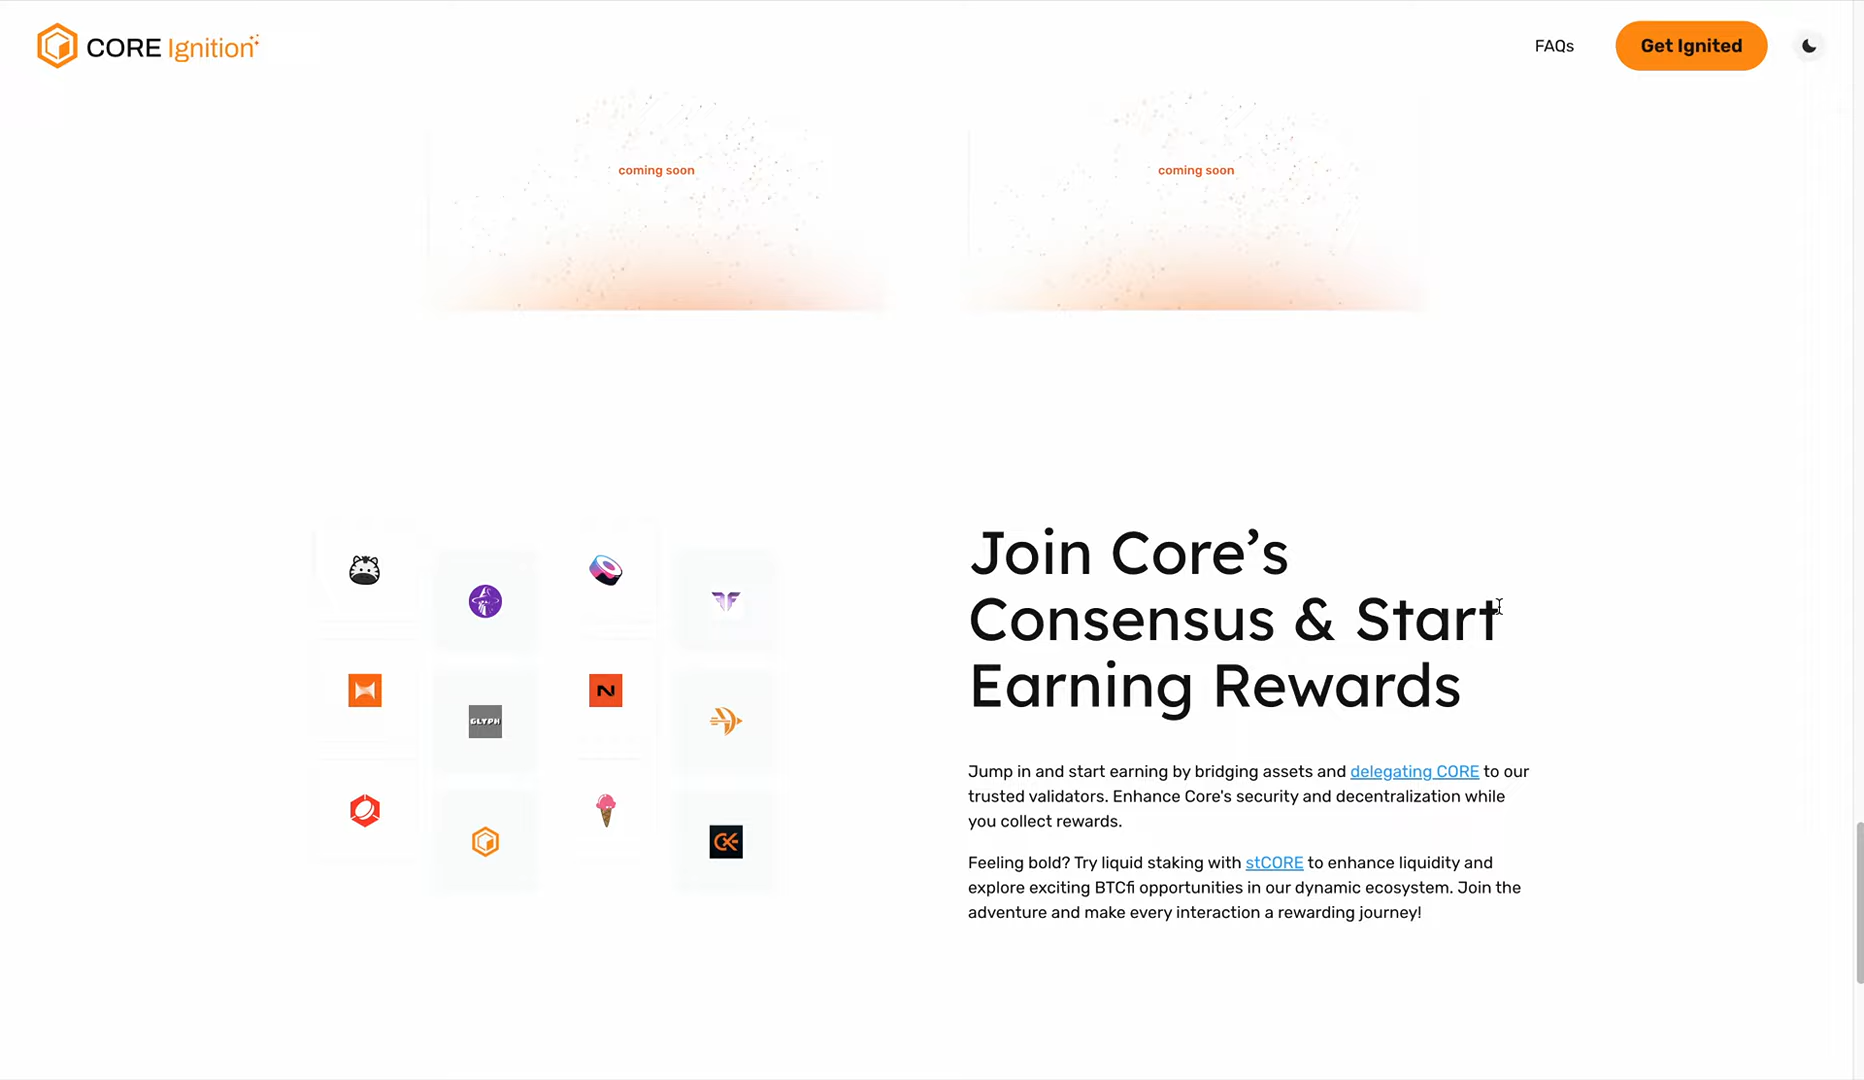 CORE Ignition
FAQs
Get Ignited
coming soon
coming soon
GLYPH
N
Join Core’s
Consensus & Start
Earning Rewards
Jump in and start earning by bridging assets and delegating CORE to our
trusted validators. Enhance Core's security and decentralization while
you collect rewards.
Feeling bold? Try liquid staking with stCORE to enhance liquidity and
explore exciting BTCfi opportunities in our dynamic ecosystem. Join the
adventure and make every interaction a rewarding journey!